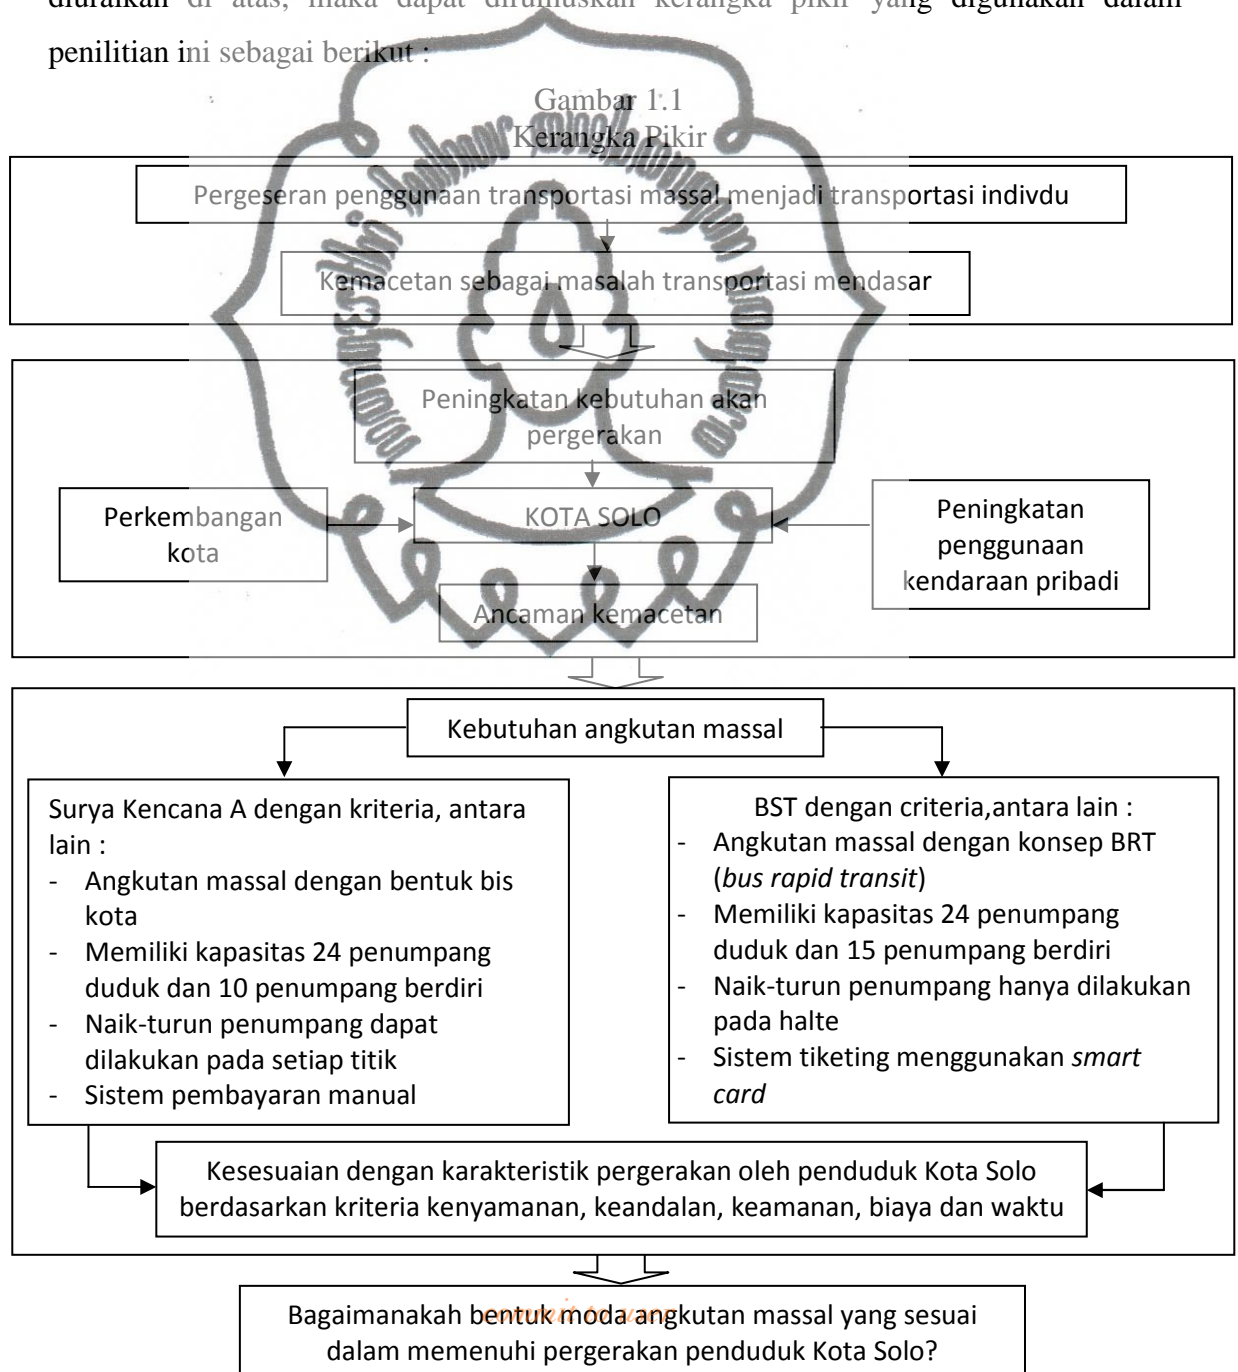 diuraikan di atas, maka dapat dirumuskan kerangka pikir yang digunakan dalam
penilitian ini sebagai berikut :
Gambar 1.1
Kerangka Pikir
Pergeseran penggunaan transportasi massal menjadi transportasi indivdu
Kemacetan sebagai masalah transportasi mendasar
Peningkatan kebutuhan akan
pergerakan
Perkembangan
kota
KOTA SOLO
Peningkatan
penggunaan
kendaraan pribadi
Ancaman kemacetan
Kebutuhan angkutan massal
Surya Kencana A dengan kriteria, antara
lain :
- Angkutan massal dengan bentuk bis
kota
- Memiliki kapasitas 24 penumpang
duduk dan 10 penumpang berdiri
- Naik-turun penumpang dapat
dilakukan pada setiap titik
- Sistem pembayaran manual
BST dengan criteria,antara lain :
- Angkutan massal dengan konsep BRT
(bus rapid transit)
- Memiliki kapasitas 24 penumpang
duduk dan 15 penumpang berdiri
- Naik-turun penumpang hanya dilakukan
pada halte
- Sistem tiketing menggunakan smart
card
Kesesuaian dengan karakteristik pergerakan oleh penduduk Kota Solo
berdasarkan kriteria kenyamanan, keandalan, keamanan, biaya dan waktu
Bagaimanakah bentuk moda angkutan massal yang sesuai
dalam memenuhi pergerakan penduduk Kota Solo?
commit to user